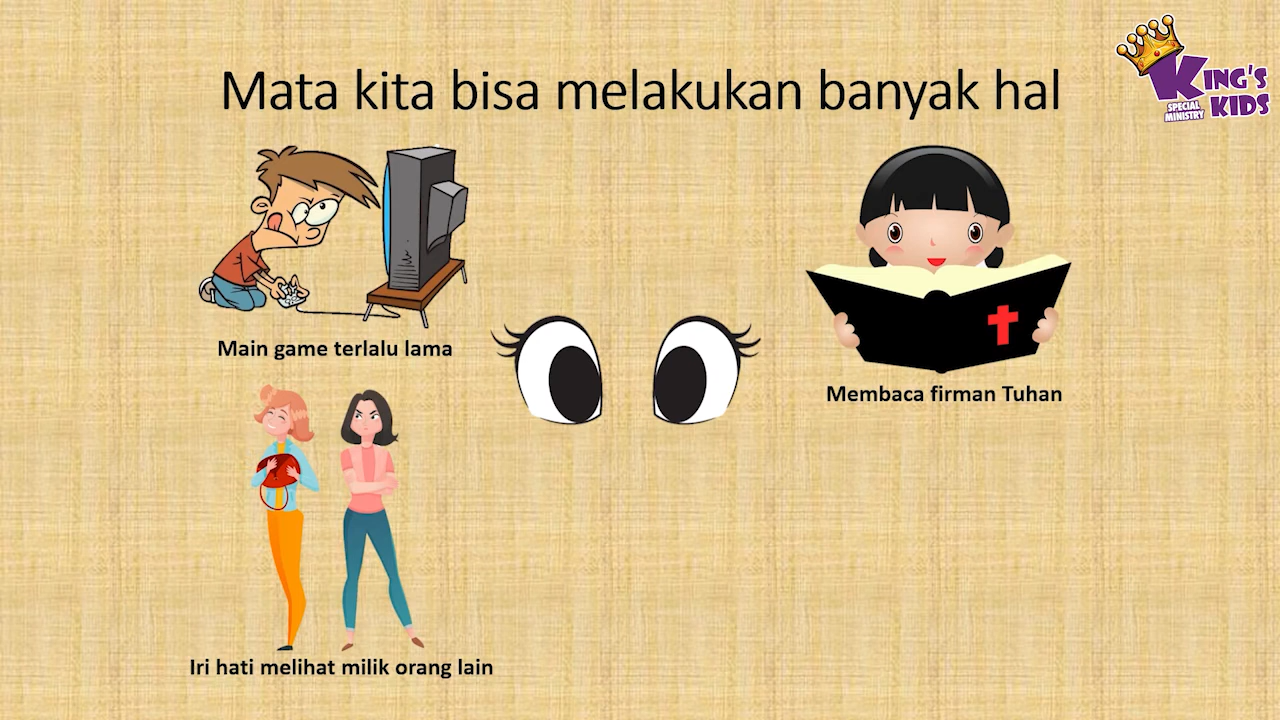 Mata kita bisa melakukan banyak hal
KING'S
KIDS
SPECIAL
MINISTRY
Main game terlalu lama
Membaca firman Tuhan
Iri hati melihat milik orang lain